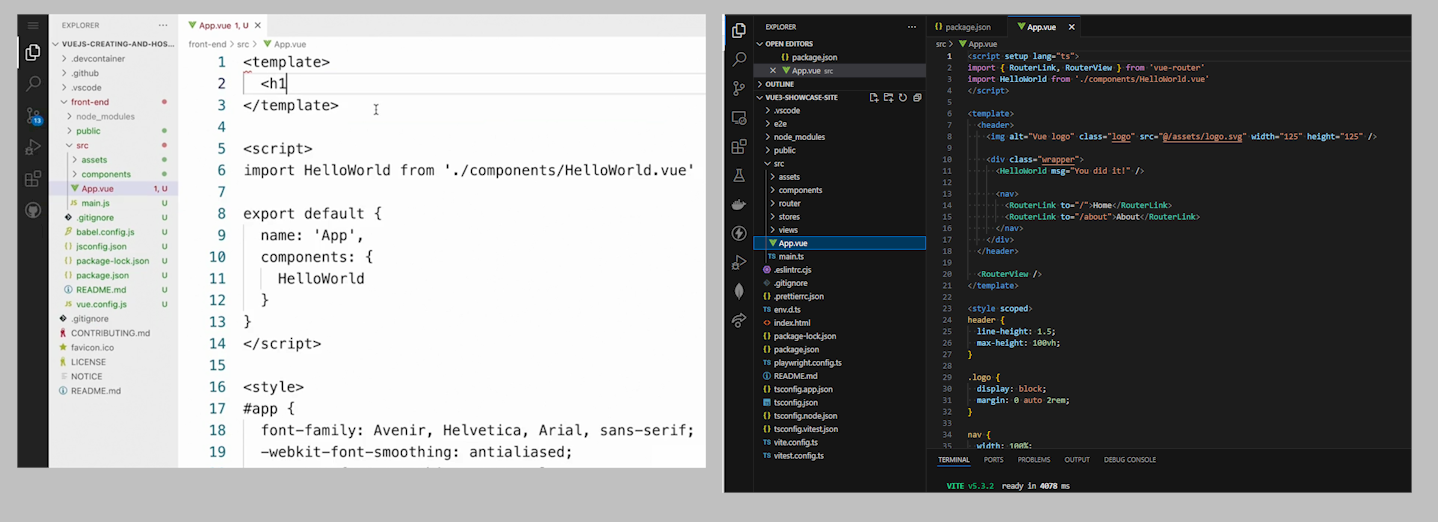 EXPLORER
VUEJS-CREATING-AND-HOS...
.devcontainer
.github
.vscode
front-end
node_modules
public
src
assets
components
App.vue 1, U
main.js U
.gitignore U
babel.config.js U
jsconfig.json U
package-lock.json U
package.json U
README.md U
vue.config.js U
.gitignore
CONTRIBUTING.md
favicon.ico
LICENSE
NOTICE
README.md
13
App.vue 1, U
front-end > src > App.vue
1 <template>
2 <h1
3 </template>
4
5 <script>
6 import HelloWorld from './components/HelloWorld.vue'
7
8 export default {
9 name: 'App',
10 components: {
11 HelloWorld
12 }
13 }
14 </script>
15
16 <style>
17 #app {
18 font-family: Avenir, Helvetica, Arial, sans-serif;
19 -webkit-font-smoothing: antialiased;
EXPLORER
OPEN EDITORS
package.json
App.vue src
OUTLINE
VUE3-SHOWCASE-SITE
.vscode
e2e
node_modules
public
src
assets
components
router
stores
views
App.vue
TS main.ts
.eslintrc.cjs
.gitignore
.prettierrc.json
TS env.d.ts
index.html
package-lock.json
package.json
TS playwright.config.ts
README.md
tsconfig.app.json
tsconfig.json
tsconfig.node.json
tsconfig.vitest.json
TS vite.config.ts
TS vitest.config.ts
package.json
App.vue
src > App.vue
1 <script setup lang="ts">
2 import { RouterLink, RouterView } from 'vue-router'
3 import HelloWorld from './components/HelloWorld.vue'
4 </script>
5
6 <template>
7 <header>
8 <img alt="Vue logo" class="logo" src="@/assets/logo.svg" width="125" height="125" />
9
10 <div class="wrapper">
11 <HelloWorld msg="You did it!" />
12
13 <nav>
14 <RouterLink to="/">Home</RouterLink>
15 <RouterLink to="/about">About</RouterLink>
16 </nav>
17 </div>
18 </header>
19
20 <RouterView />
21 </template>
22
23 <style scoped>
24 header {
25 line-height: 1.5;
26 max-height: 100vh;
27 }
28
29 .logo {
30 display: block;
31 margin: 0 auto 2rem;
32 }
33
34 nav {
35 width: 100%;
TERMINAL PORTS PROBLEMS OUTPUT DEBUG CONSOLE
VITE v5.3.2 ready in 4078 ms